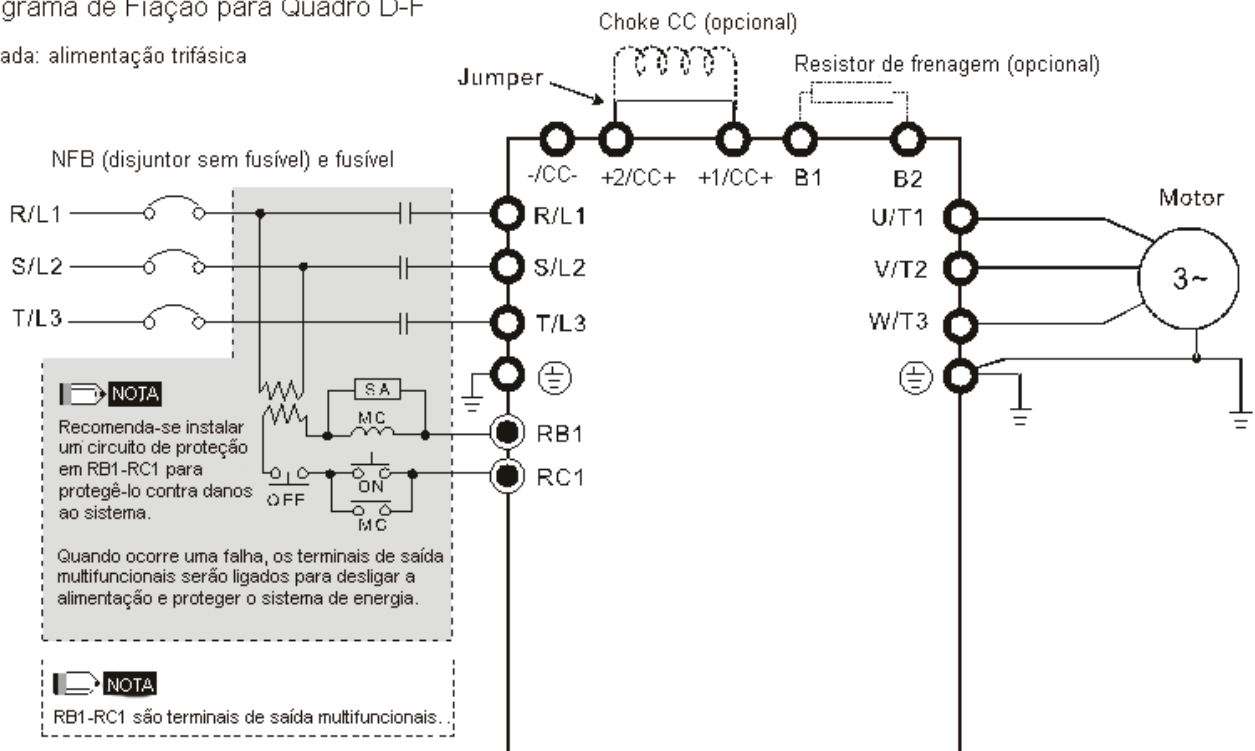 grama de Fiação para Quadro D-F
ada: alimentação trifásica
Choke CC (opcional)
Jumper
Resistor de frenagem (opcional)
NFB (disjuntor sem fusível) e fusível
-/CC-
+2/CC+
+1/CC+
B1
B2
Motor
R/L1
R/L1
U/T1
S/L2
S/L2
V/T2
3~
T/L3
T/L3
W/T3
NOTA
Recomenda-se instalar
um circuito de proteção
em RB1-RC1 para
protegê-lo contra danos
ao sistema.
SA
MC
RB1
OFF
ON
MC
RC1
Quando ocorre uma falha, os terminais de saída
multifuncionais serão ligados para desligar a
alimentação e proteger o sistema de energia.
NOTA
RB1-RC1 são terminais de saída multifuncionais.